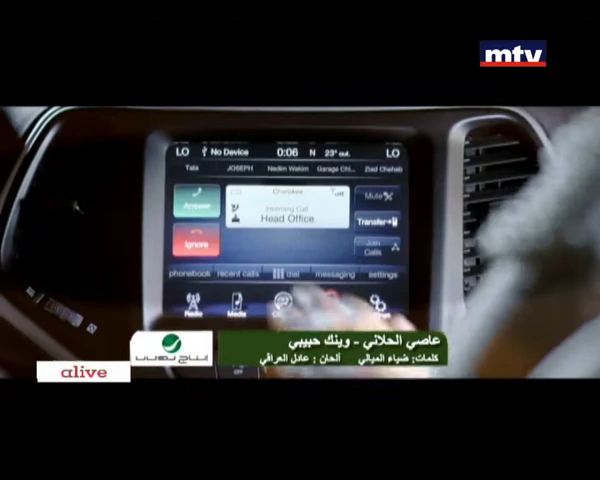 mtv
LO No Device 0:06 N 23° out. LO
Tala JOSEPH Nadim Wakim Garage Chi... Ziad Chehab
Cherokee
Answer
Incoming Call
Head Office
Mute
Transfer
Ignore
Join Calls
phonebook recent calls dial messaging settings
Radio Media
عاصي الحلاني - وينك حبيبي
كلمات: ضياء الميالي ألحان : عادل العراقي
alive
OFF